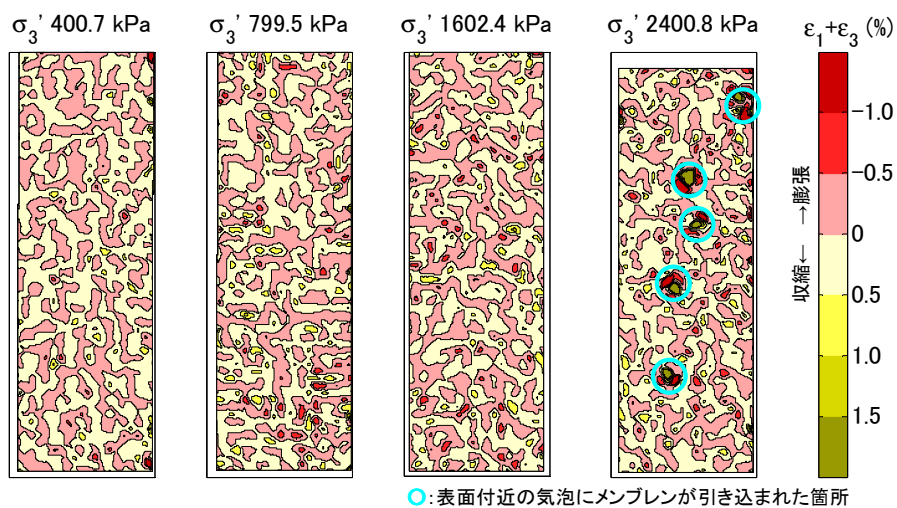 σ3' 400.7 kPa
σ3' 799.5 kPa
σ3' 1602.4 kPa
σ3' 2400.8 kPa
ε1+ε3 (%)
-1.0
-0.5
0
0.5
1.0
1.5
収縮← →膨張
○:表面付近の気泡にメンブレンが引き込まれた箇所